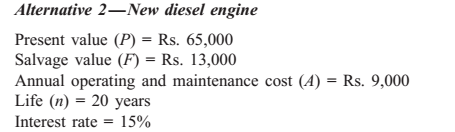 Alternative 2—New diesel engine
Present value (P) = Rs. 65,000
Salvage value (F) = Rs. 13,000
Annual operating and maintenance cost (A) = Rs. 9,000
Life (n) = 20 years
Interest rate = 15%